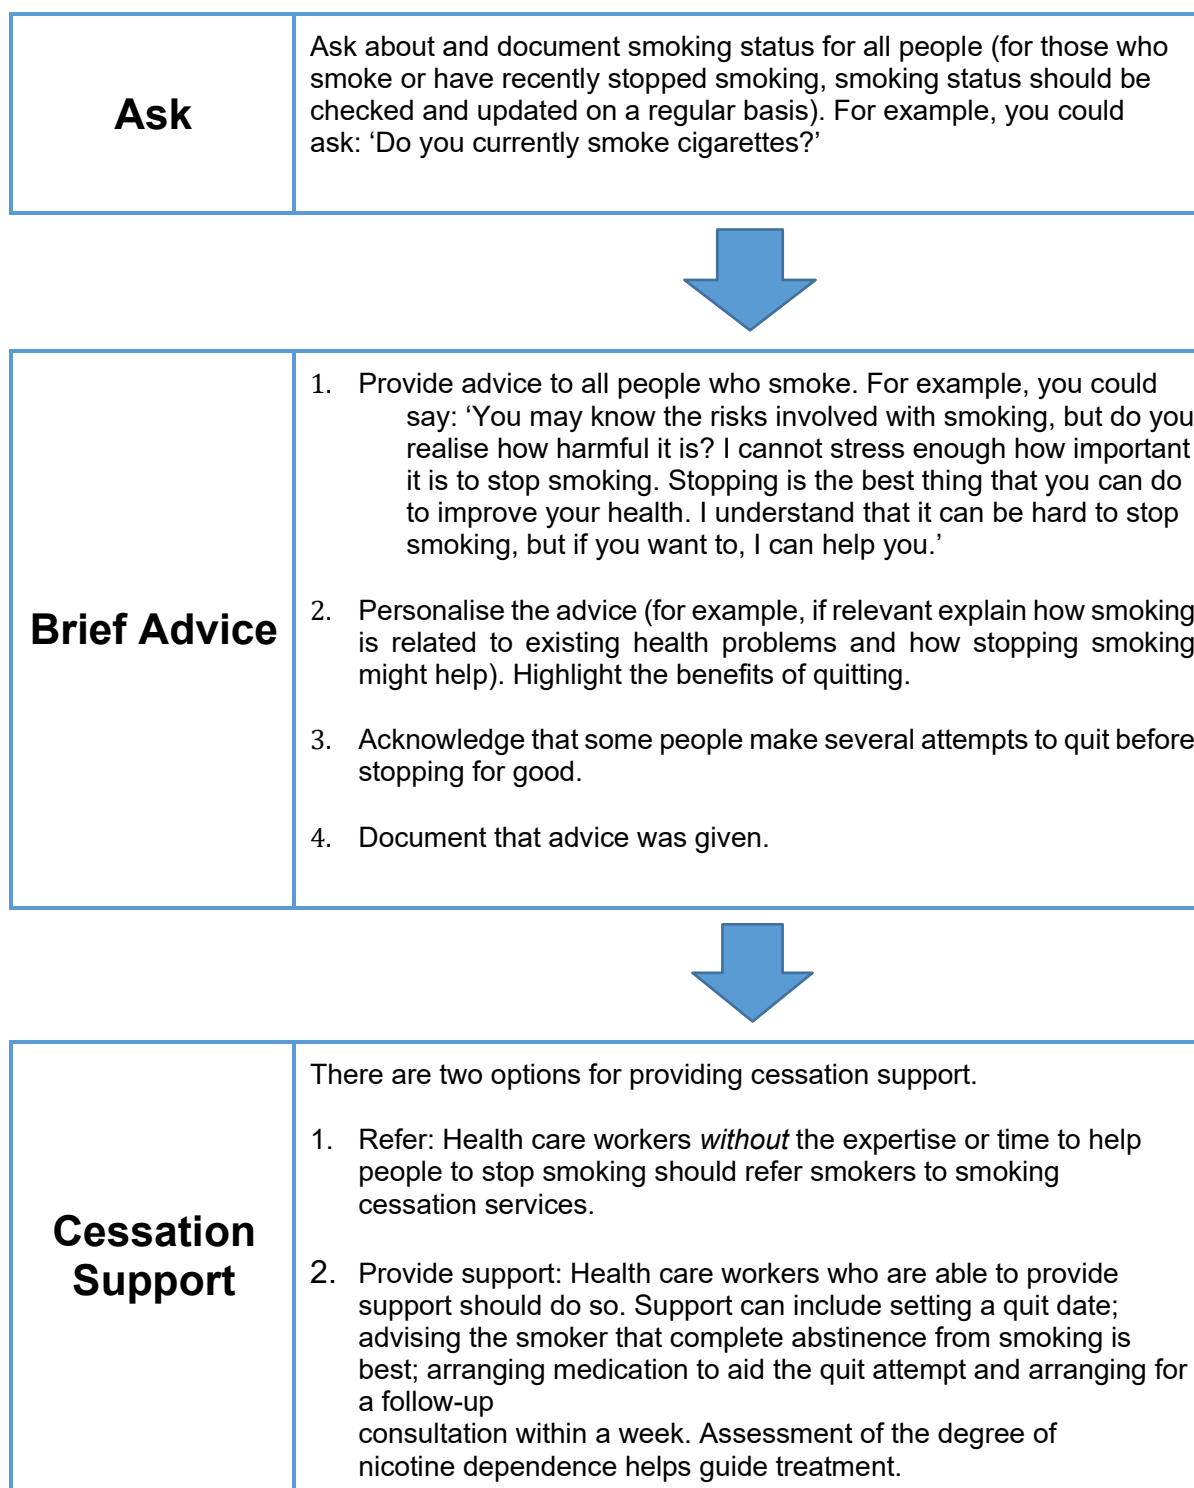 Ask
Ask about and document smoking status for all people (for those who
smoke or have recently stopped smoking, smoking status should be
checked and updated on a regular basis). For example, you could
ask: ‘Do you currently smoke cigarettes?’
Brief Advice
1. Provide advice to all people who smoke. For example, you could
say: ‘You may know the risks involved with smoking, but do you
realise how harmful it is? I cannot stress enough how important
it is to stop smoking. Stopping is the best thing that you can do
to improve your health. I understand that it can be hard to stop
smoking, but if you want to, I can help you.’
2. Personalise the advice (for example, if relevant explain how smoking
is related to existing health problems and how stopping smoking
might help). Highlight the benefits of quitting.
3. Acknowledge that some people make several attempts to quit before
stopping for good.
4. Document that advice was given.
Cessation
Support
There are two options for providing cessation support.
1. Refer: Health care workers without the expertise or time to help
people to stop smoking should refer smokers to smoking
cessation services.
2. Provide support: Health care workers who are able to provide
support should do so. Support can include setting a quit date;
advising the smoker that complete abstinence from smoking is
best; arranging medication to aid the quit attempt and arranging for
a follow-up
consultation within a week. Assessment of the degree of
nicotine dependence helps guide treatment.